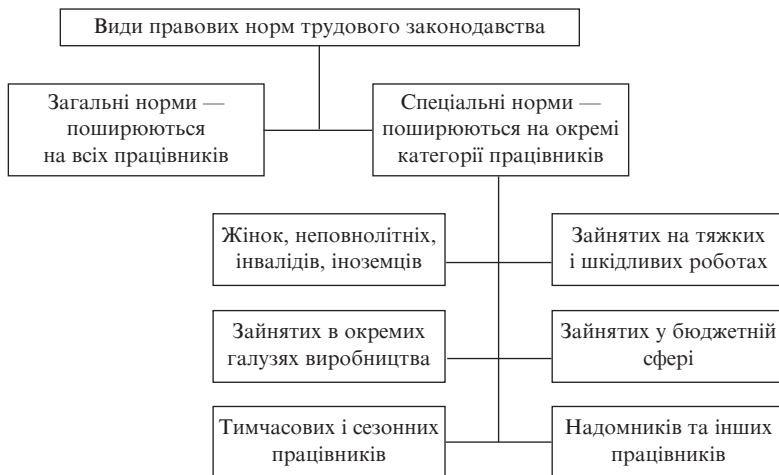 Види правових норм трудового законодавства
Загальні норми —
поширюються
на всіх працівників
Спеціальні норми —
поширюються на окремі
категорії працівників
Жінок, неповнолітніх,
інвалідів, іноземців
Зайнятих на тяжких
і шкідливих роботах
Зайнятих в окремих
галузях виробництва
Зайнятих у бюджетній
сфері
Тимчасових і сезонних
працівників
Надомників та інших
працівників